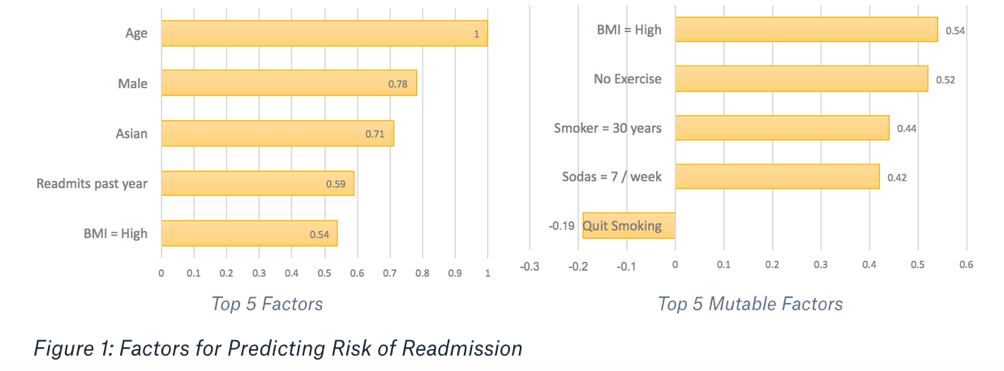 Age
1
Male
0.78
Asian
0.71
Readmits past year
0.59
BMI = High
0.54
0 0.1 0.2 0.3 0.4 0.5 0.6 0.7 0.8 0.9 1
Top 5 Factors
BMI = High
0.54
No Exercise
0.52
Smoker = 30 years
0.44
Sodas = 7 / week
0.42
-0.19 Quit Smoking
-0.3 -0.2 -0.1 0 0.1 0.2 0.3 0.4 0.5 0.6
Top 5 Mutable Factors
Figure 1: Factors for Predicting Risk of Readmission